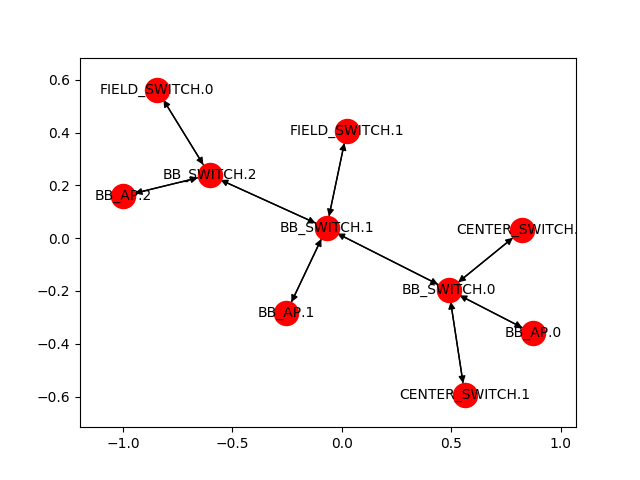 FIELD_SWITCH.0
FIELD_SWITCH.1
BB_SWITCH.2
BB_AP.2
BB_SWITCH.1
CENTER_SWITCH.
BB_SWITCH.0
BB_AP.1
BB_AP.0
CENTER_SWITCH.1
0.6
0.4
0.2
0.0
−0.2
−0.4
−0.6
−1.0
−0.5
0.0
0.5
1.0